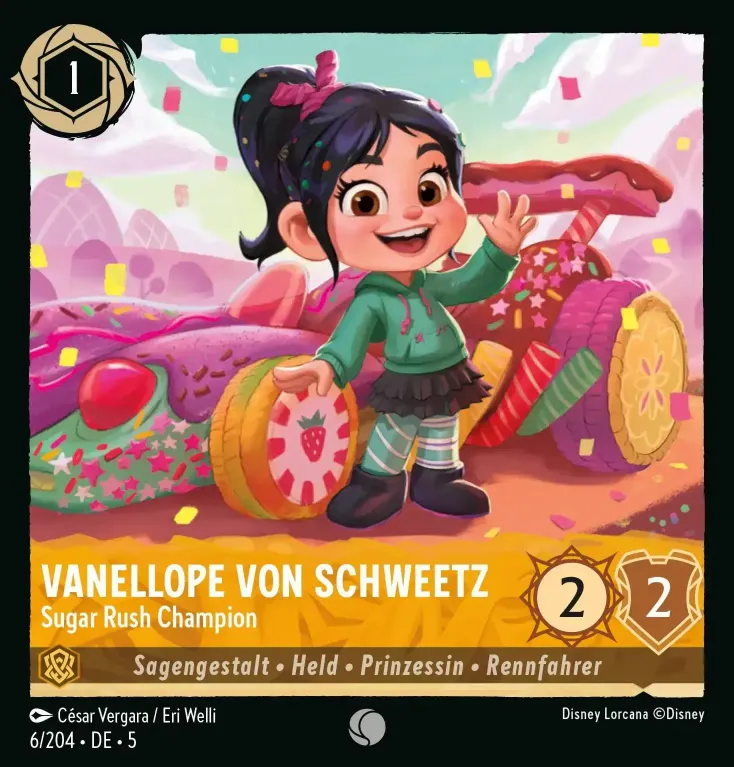 1
VANELLOPE VON SCHWEETZ
Sugar Rush Champion
2
2
Sagengestalt • Held • Prinzessin • Rennfahrer
César Vergara / Eri Welli
Disney Lorcana ©Disney
6/204 • DE • 5